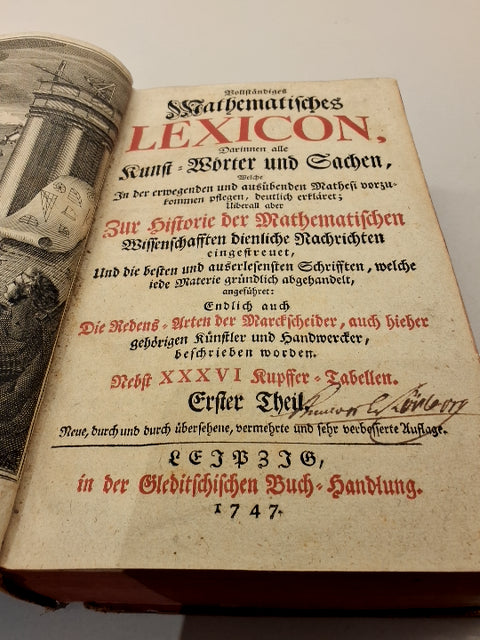 Vollständiges
Mathematisches
LEXICON,
Darinnen alle
Kunst-Wörter und Sachen,
Welche
In der erwegenden und ausübenden Mathesi vorzu-
kommen pflegen, deutlich erkläret;
Uiberall aber
Zur Historie der Mathematischen
Wissenschafften dienliche Nachrichten
eingestreuet,
Und die besten und auserlesensten Schrifften, welche
iede Materie gründlich abgehandelt,
angeführet:
Endlich auch
Die Redens-Arten der Marckscheider, auch hieher
gehörigen Künstler und Handwercker,
beschrieben worden.
Nebst XXXVI Kupffer-Tabellen.
Erster Theil
Neue, durch und durch übersehene, vermehrte und sehr verbesserte Auflage.
LEIPZIG,
in der Gleditschischen Buch-Handlung.
1747.